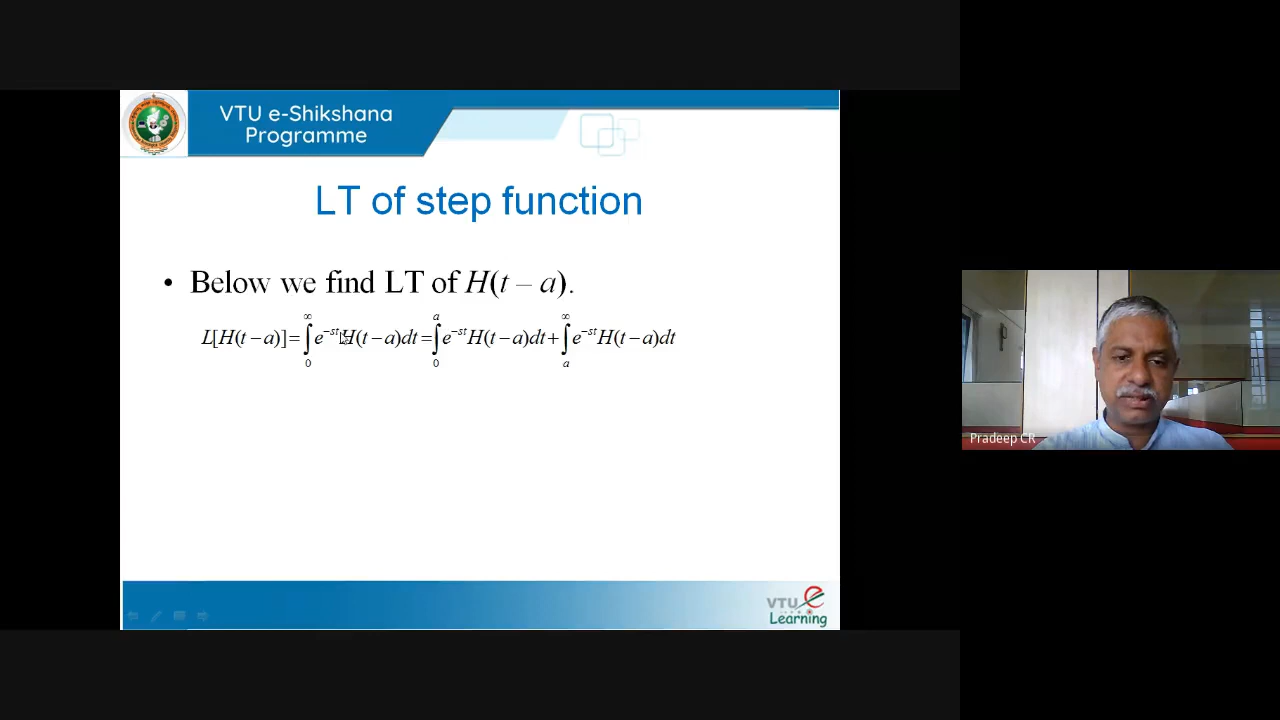 VTU e-Shikshana
Programme
LT of step function
• Below we find LT of H(t – a).
L[H(t − a)] = ∫₀^∞ e^{−st} H(t − a)dt = ∫₀^a e^{−st} H(t − a)dt + ∫ₐ^∞ e^{−st} H(t − a)dt
Pradeep CR
VTU e
Learning